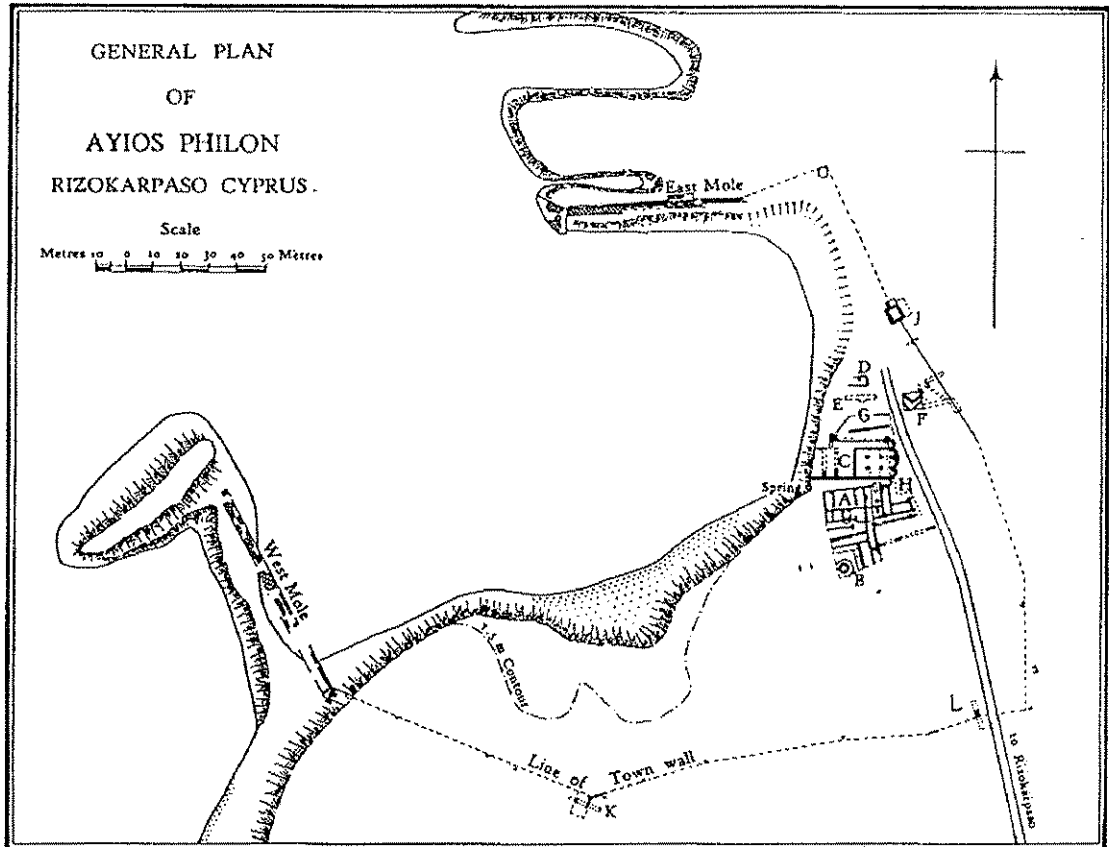 GENERAL PLAN
OF
AYIOS PHILON
RIZOKARPASO CYPRUS.
Scale
Metres 10 0 10 20 30 40 50 Metres
East Mole
J
D
E
F
G
C
Spring
A
H
B
West Mole
Contour
L
Line of Town wall
K
to Rizokarpaso